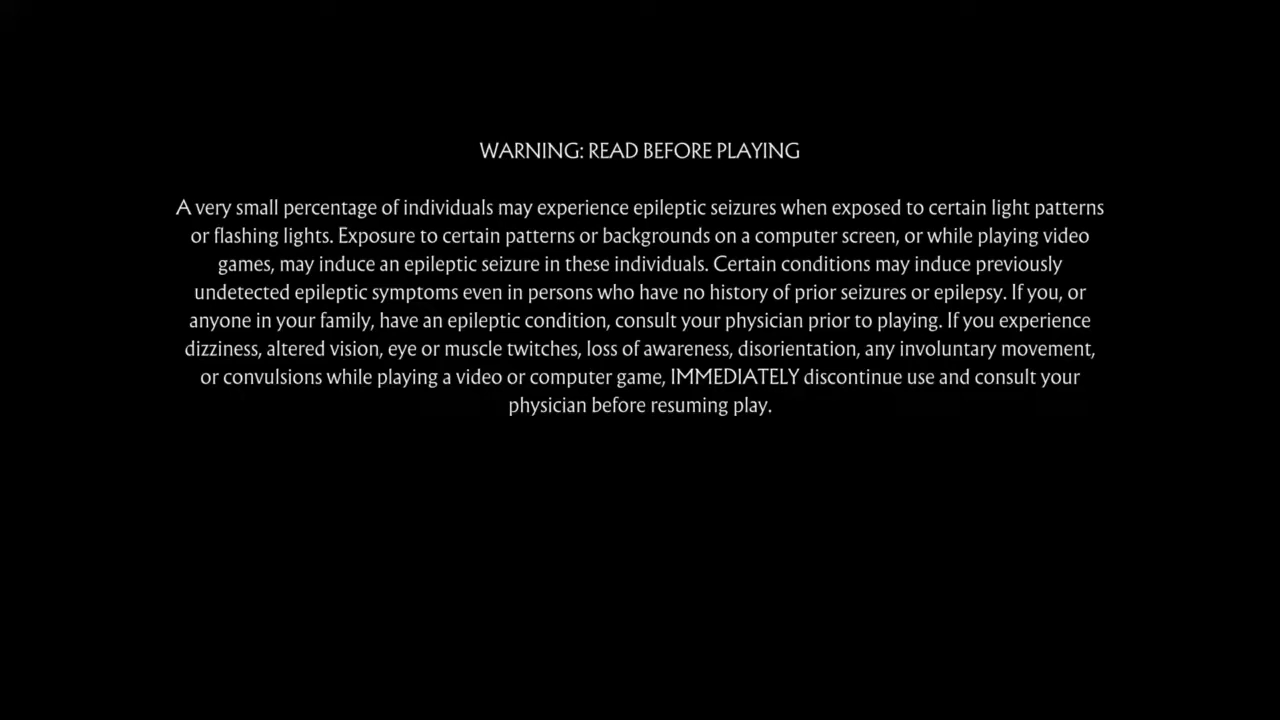 WARNING: READ BEFORE PLAYING
A very small percentage of individuals may experience epileptic seizures when exposed to certain light patterns
or flashing lights. Exposure to certain patterns or backgrounds on a computer screen, or while playing video
games, may induce an epileptic seizure in these individuals. Certain conditions may induce previously
undetected epileptic symptoms even in persons who have no history of prior seizures or epilepsy. If you, or
anyone in your family, have an epileptic condition, consult your physician prior to playing. If you experience
dizziness, altered vision, eye or muscle twitches, loss of awareness, disorientation, any involuntary movement,
or convulsions while playing a video or computer game, IMMEDIATELY discontinue use and consult your
physician before resuming play.